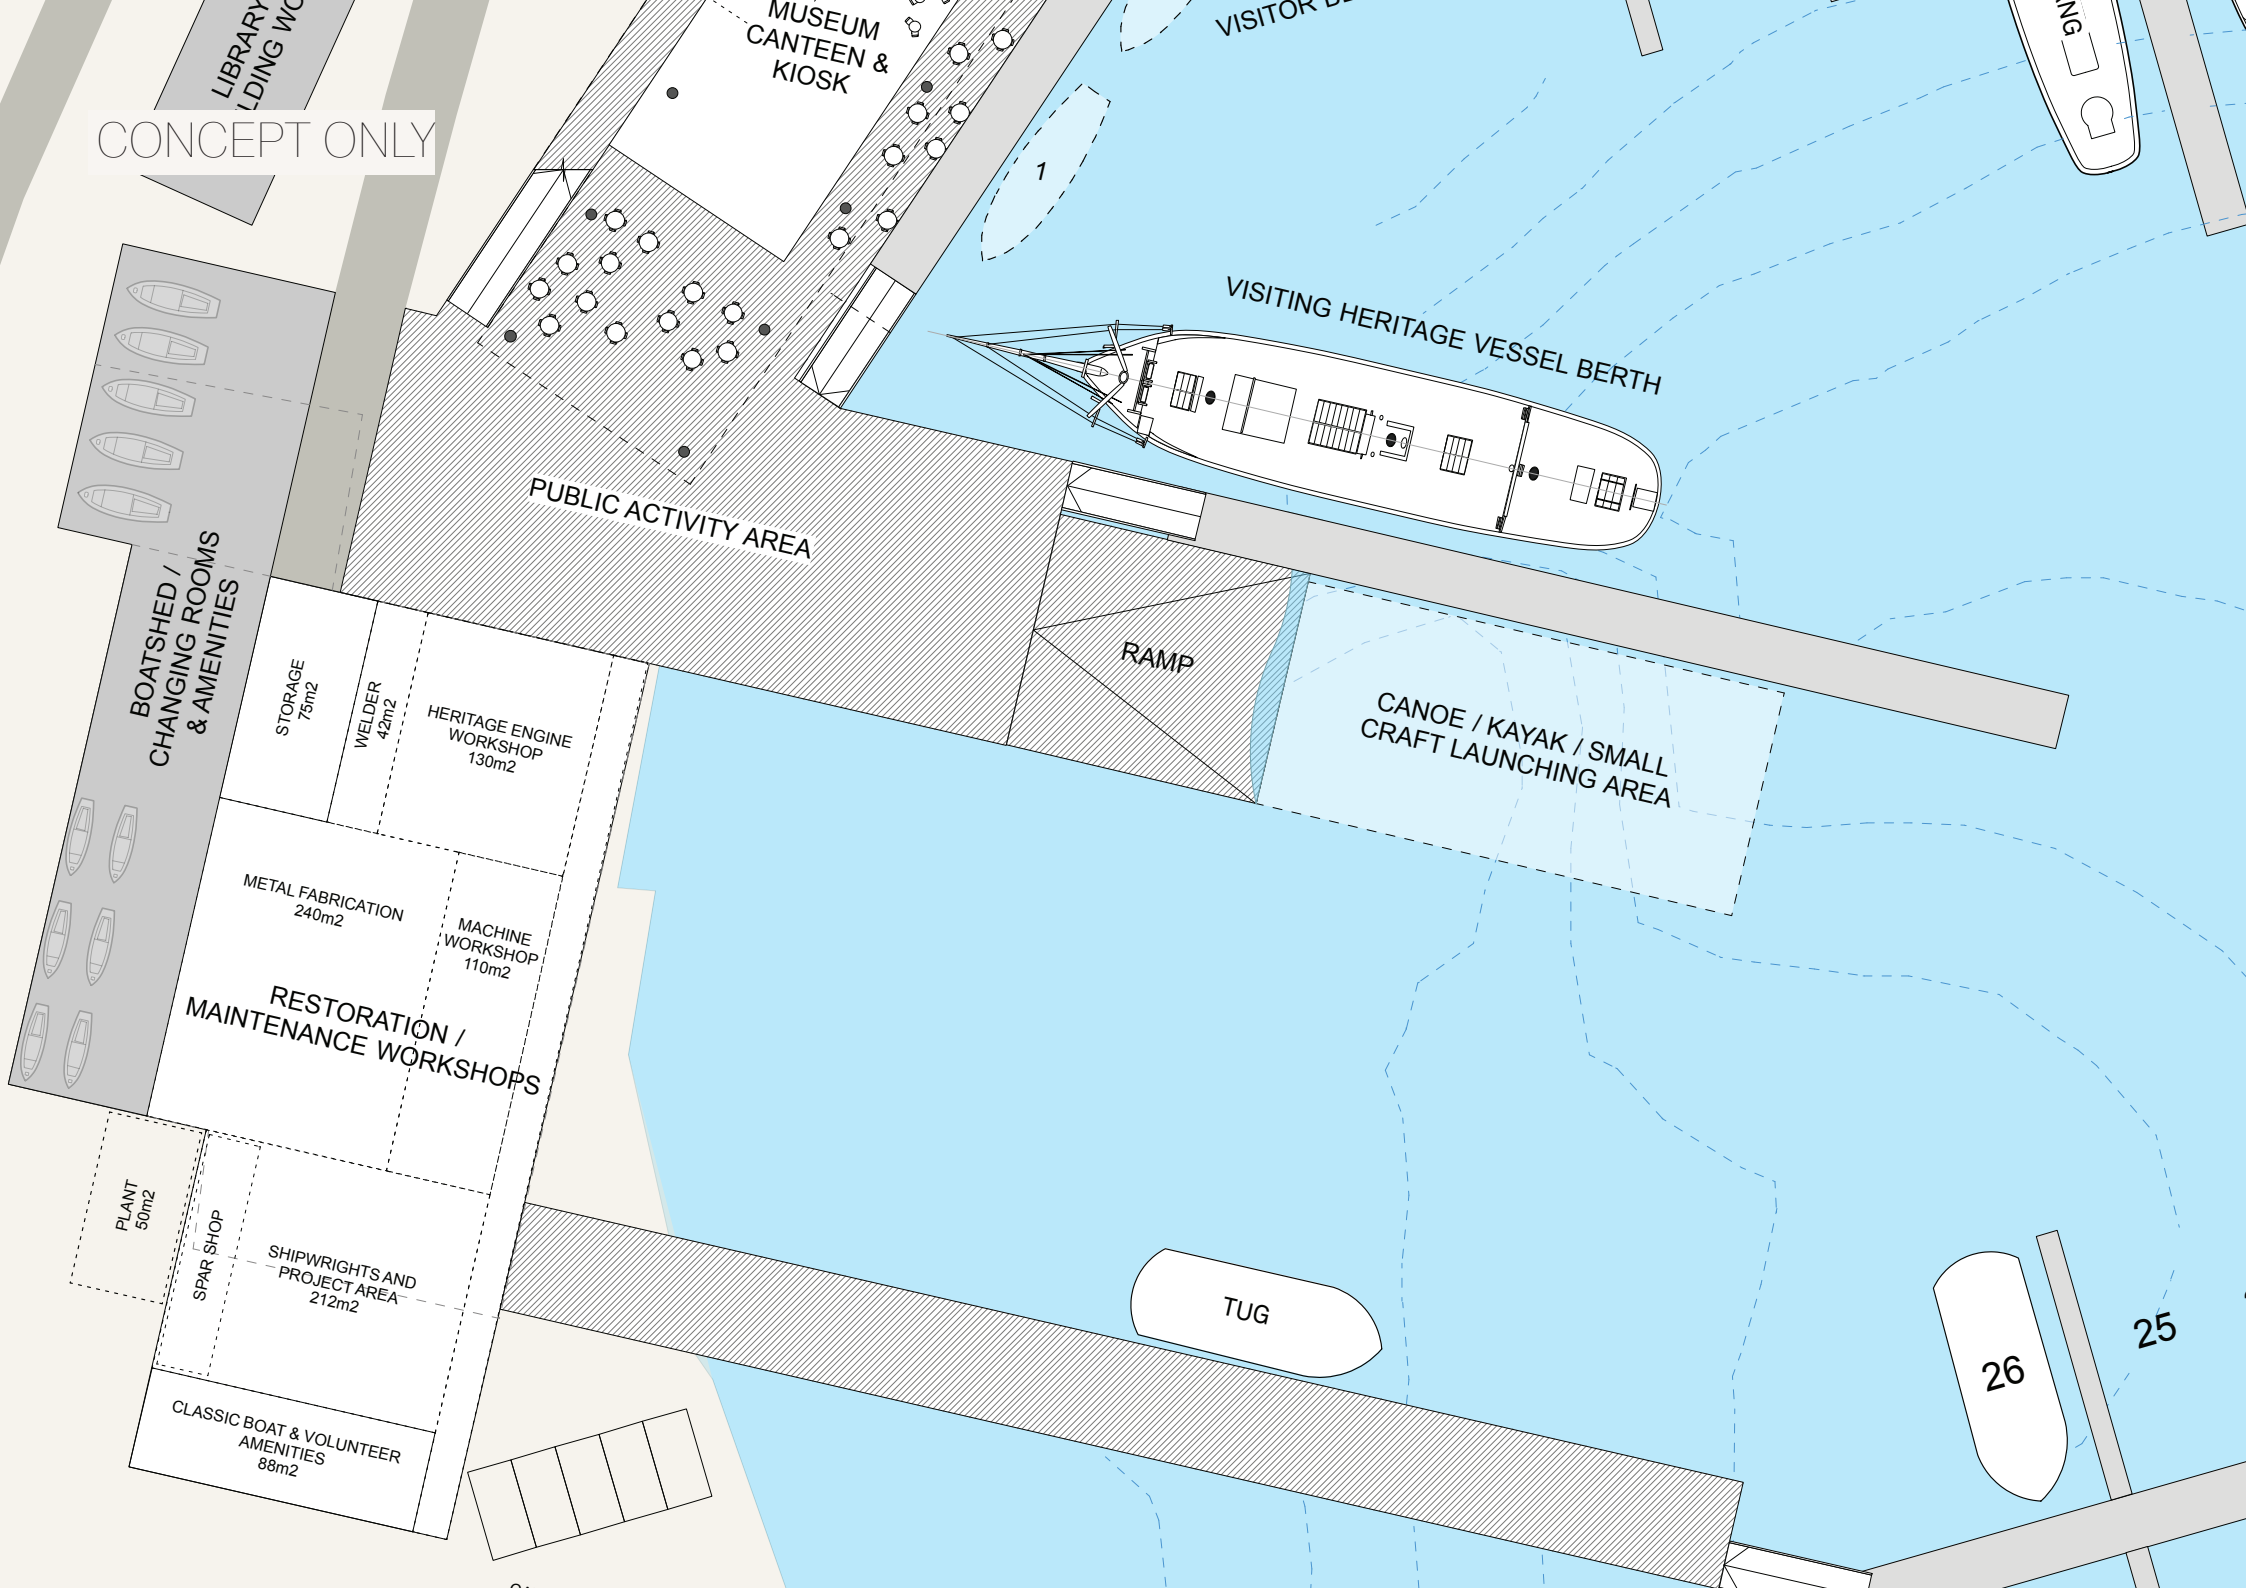 LIBRARY
MUSEUM
CANTEEN &
KIOSK
VISITOR
CONCEPT ONLY
1
VISITING HERITAGE VESSEL BERTH
PUBLIC ACTIVITY AREA
BOATSHED /
CHANGING ROOMS
& AMENITIES
STORAGE
75m2
WELDER
42m2
HERITAGE ENGINE
WORKSHOP
130m2
RAMP
CANOE / KAYAK / SMALL
CRAFT LAUNCHING AREA
METAL FABRICATION
240m2
MACHINE
WORKSHOP
110m2
RESTORATION /
MAINTENANCE WORKSHOPS
PLANT
50m2
SPAR SHOP
SHIPWRIGHTS AND
PROJECT AREA
212m2
TUG
26
25
CLASSIC BOAT & VOLUNTEER
AMENITIES
88m2